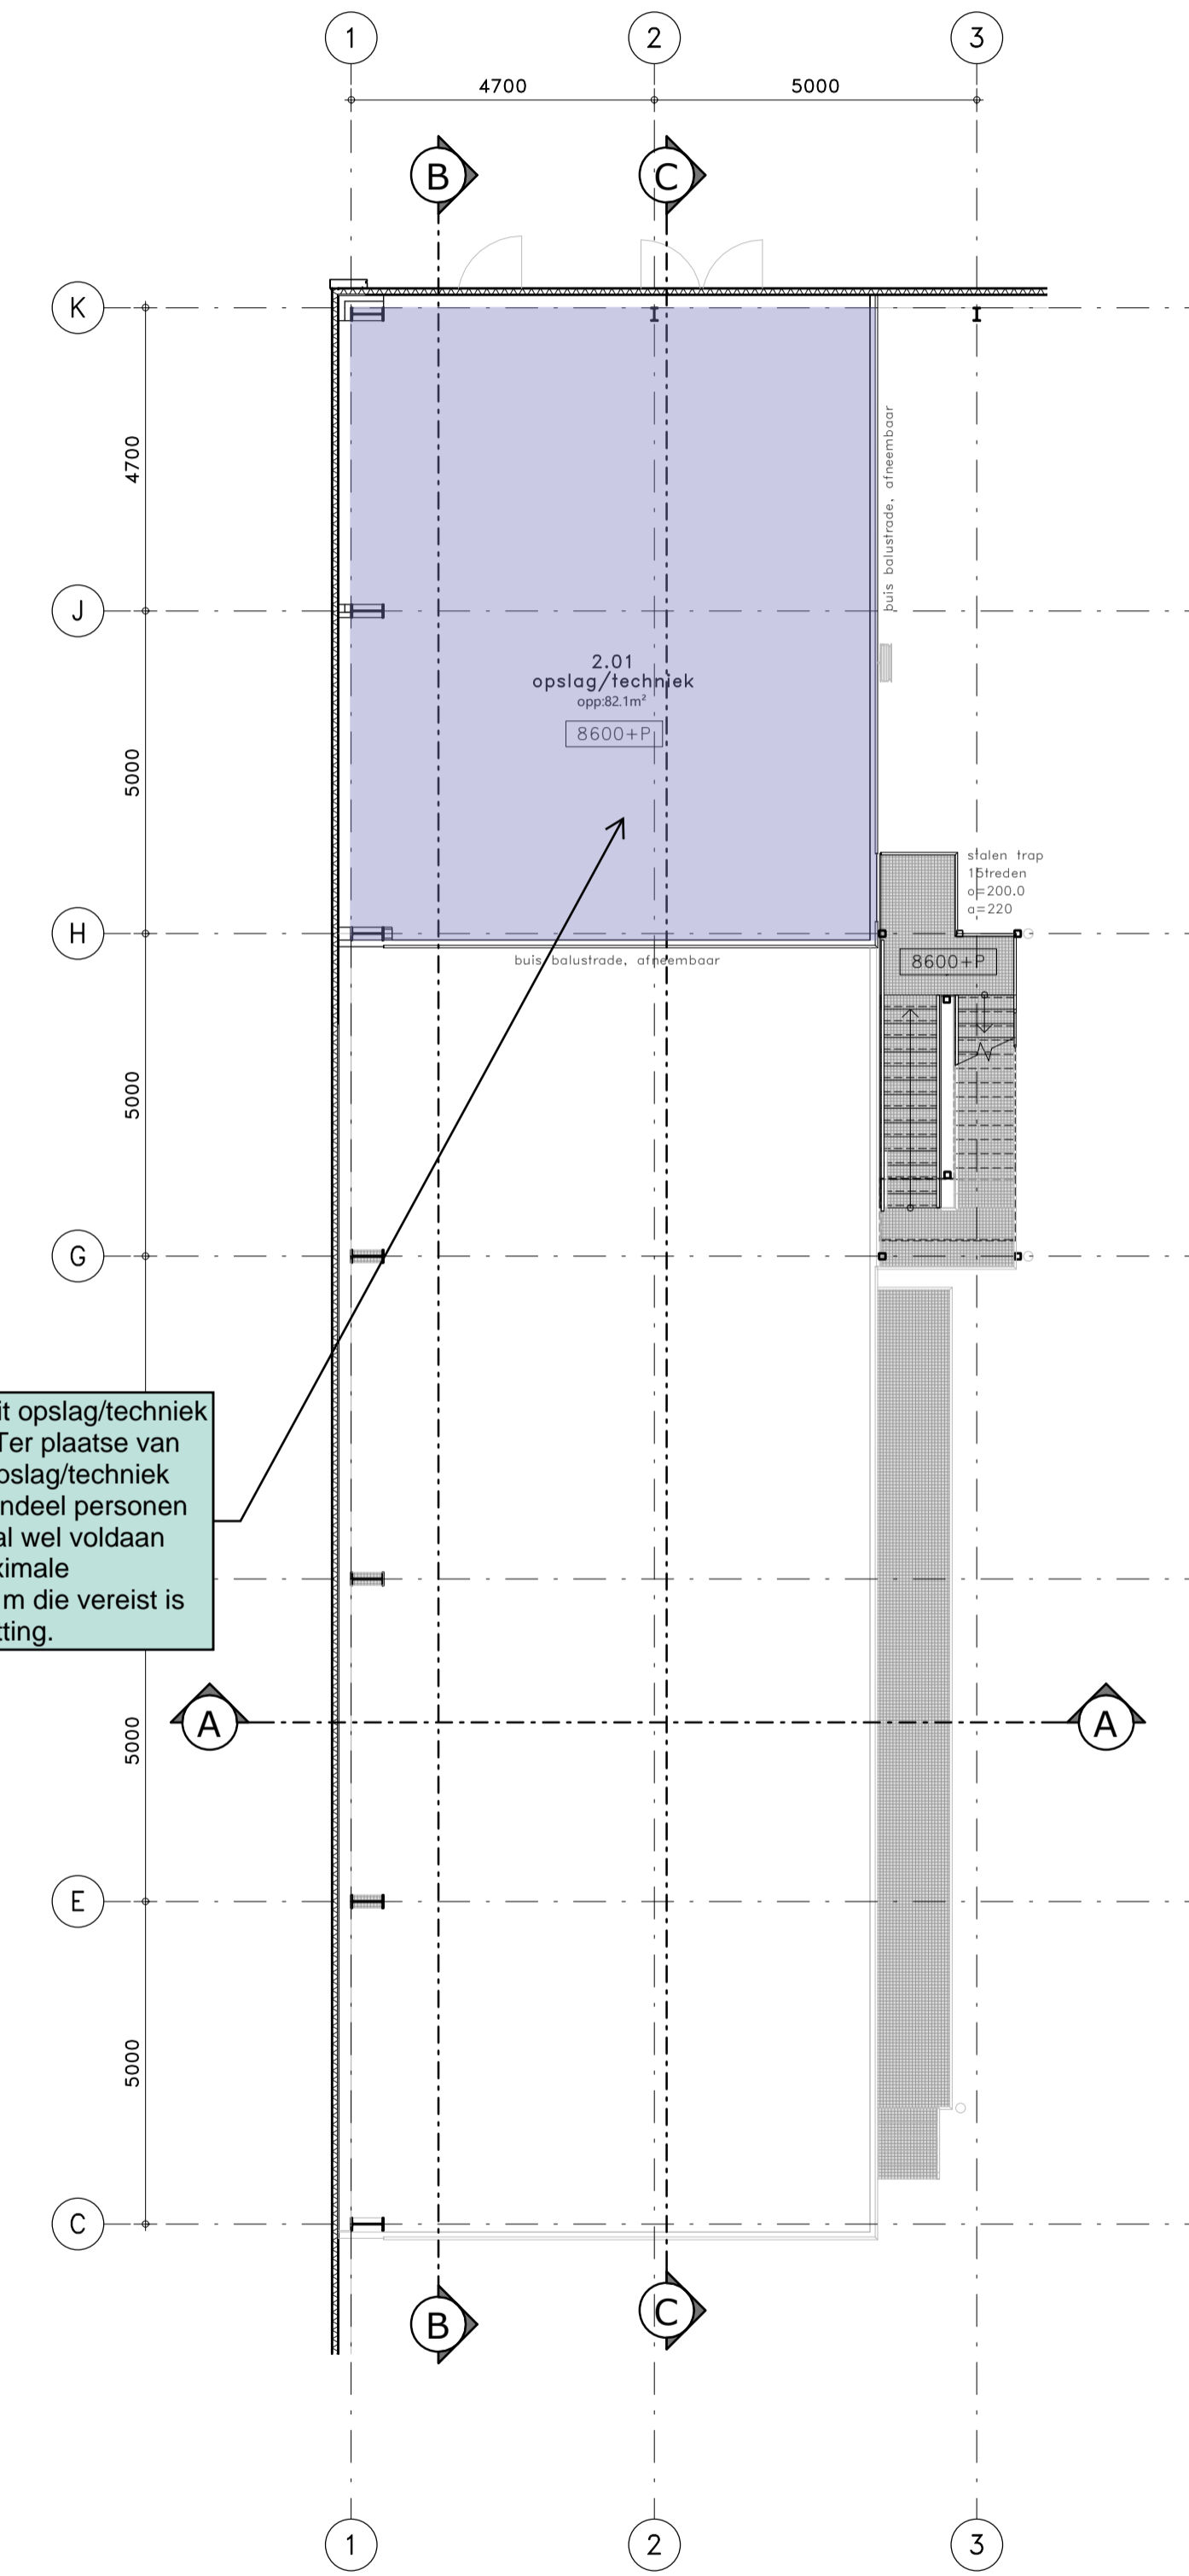 1
2
3
4700
5000
B
C
K
4700
buis balustrade, afneembaar
J
2.01
opslag/techniek
opp:82.1m²
8600+P
5000
stalen trap
15treden
o=200.0
a=220
H
8600+P
buis balustrade, afneembaar
5000
G
it opslag/techniek
Ter plaatse van
pslag/techniek
ndeel personen
al wel voldaan
ximale
m die vereist is
tting.
A
A
5000
E
5000
C
B
C
1
2
3